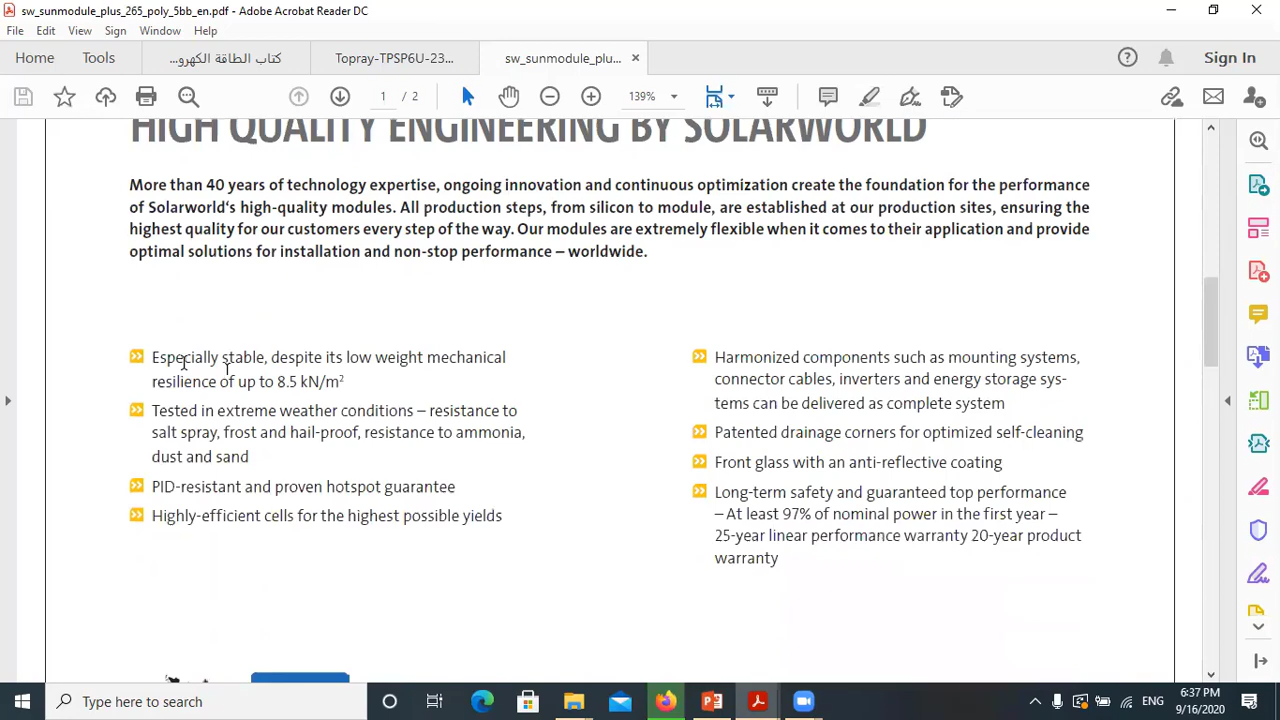 sw_sunmodule_plus_265_poly_5bb_en.pdf - Adobe Acrobat Reader DC
File Edit View Sign Window Help
Home Tools كتاب الطاقة الكهرو... Topray-TPSP6U-23... sw_sunmodule_plu... Sign In
1 / 2 139%
HIGH QUALITY ENGINEERING BY SOLARWORLD
More than 40 years of technology expertise, ongoing innovation and continuous optimization create the foundation for the performance
of Solarworld‘s high-quality modules. All production steps, from silicon to module, are established at our production sites, ensuring the
highest quality for our customers every step of the way. Our modules are extremely flexible when it comes to their application and provide
optimal solutions for installation and non-stop performance – worldwide.
Especially stable, despite its low weight mechanical
resilience of up to 8.5 kN/m²
Tested in extreme weather conditions – resistance to
salt spray, frost and hail-proof, resistance to ammonia,
dust and sand
PID-resistant and proven hotspot guarantee
Highly-efficient cells for the highest possible yields
Harmonized components such as mounting systems,
connector cables, inverters and energy storage sys-
tems can be delivered as complete system
Patented drainage corners for optimized self-cleaning
Front glass with an anti-reflective coating
Long-term safety and guaranteed top performance
– At least 97% of nominal power in the first year –
25-year linear performance warranty 20-year product
warranty
Type here to search
ENG
6:37 PM
9/16/2020